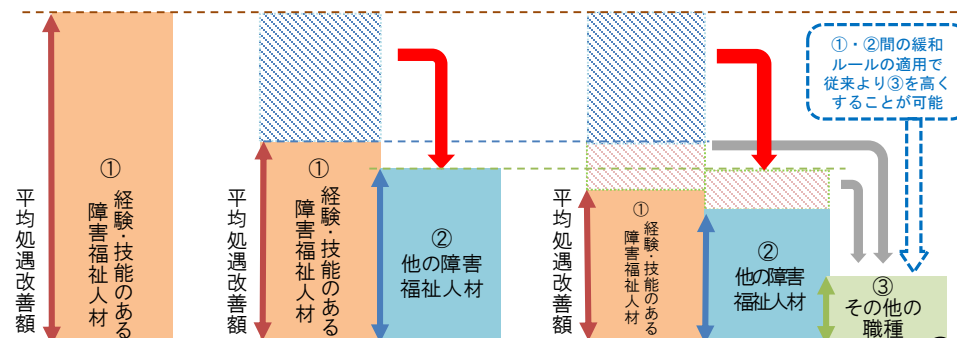 平均処遇改善額
①
経験・技能のある
障害福祉人材
平均処遇改善額
①
経験・技能のある
障害福祉人材
②
他の障害
福祉人材
平均処遇改善額
①
経験・技能のある
障害福祉人材
②
他の障害
福祉人材
③
その他の
職種
①・②間の緩和
ルールの適用で
従来より③を高く
することが可能